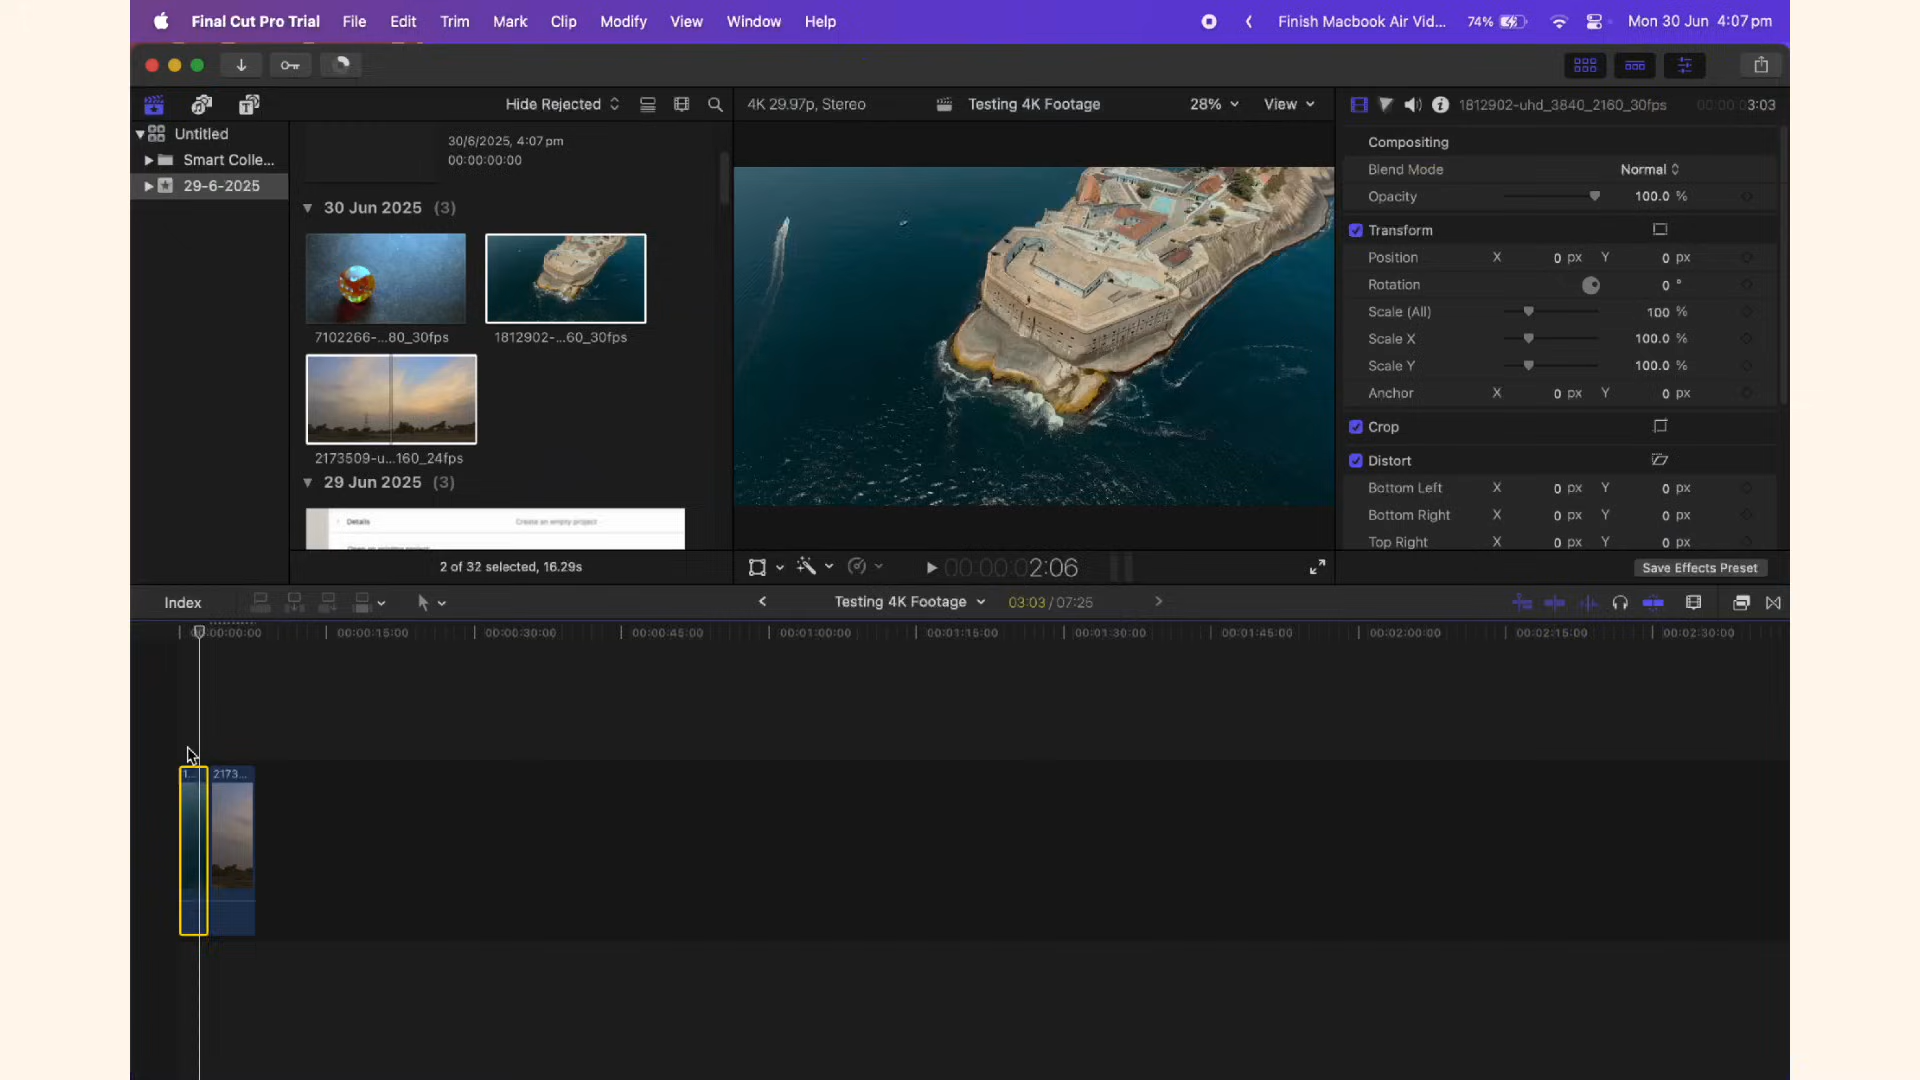 Final Cut Pro Trial File Edit Trim Mark Clip Modify View Window Help Finish Macbook Air Vid... 74% Mon 30 Jun 4:07pm
Hide Rejected 4K 29.97p, Stereo Testing 4K Footage 28% View 1812902-uhd_3840_2160_30fps 00:00:03:03
Untitled
Smart Colle...
29-6-2025
30/6/2025, 4:07pm
00:00:00:00
30 Jun 2025 (3)
7102266-...80_30fps 1812902-...60_30fps
2173509-u...160_24fps
29 Jun 2025 (3)
Details Create an empty project
2 of 32 selected, 16.29s
00:00:02:06
Compositing
Blend Mode Normal
Opacity 100.0 %
Transform
Position X 0 px Y 0 px
Rotation 0 °
Scale (All) 100 %
Scale X 100.0 %
Scale Y 100.0 %
Anchor X 0 px Y 0 px
Crop
Distort
Bottom Left X 0 px Y 0 px
Bottom Right X 0 px Y 0 px
Top Right X 0 px Y 0 px
Save Effects Preset
Index Testing 4K Footage 03:03 / 07:25
00:00:00:00 00:00:15:00 00:00:30:00 00:00:45:00 00:01:00:00 00:01:15:00 00:01:30:00 00:01:45:00 00:02:00:00 00:02:15:00 00:02:30:00
1... 2173...